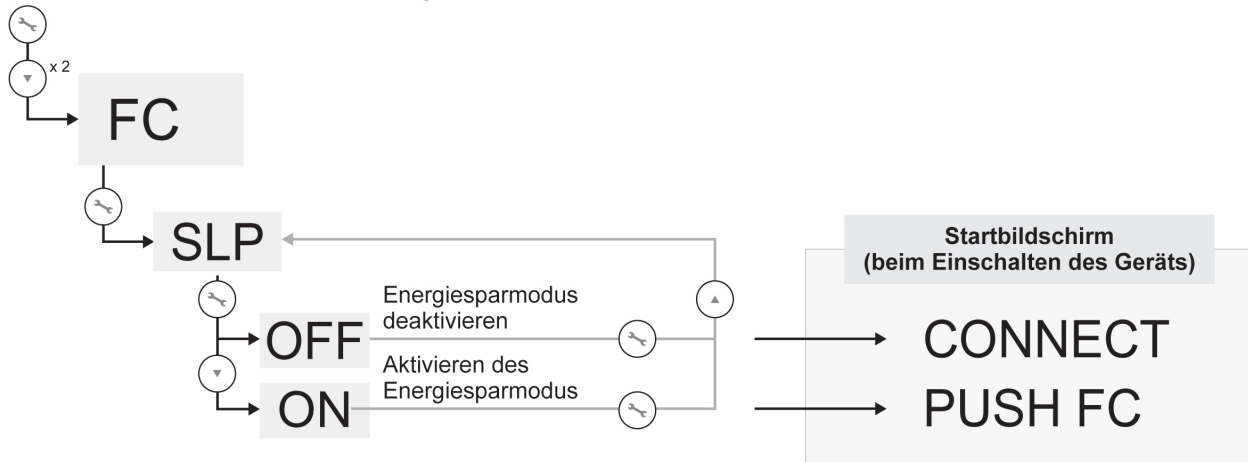 x 2
FC
SLP
Startbildschirm
(beim Einschalten des Geräts)
Energiesparmodus
deaktivieren
OFF
CONNECT
Aktivieren des
Energiesparmodus
ON
PUSH FC